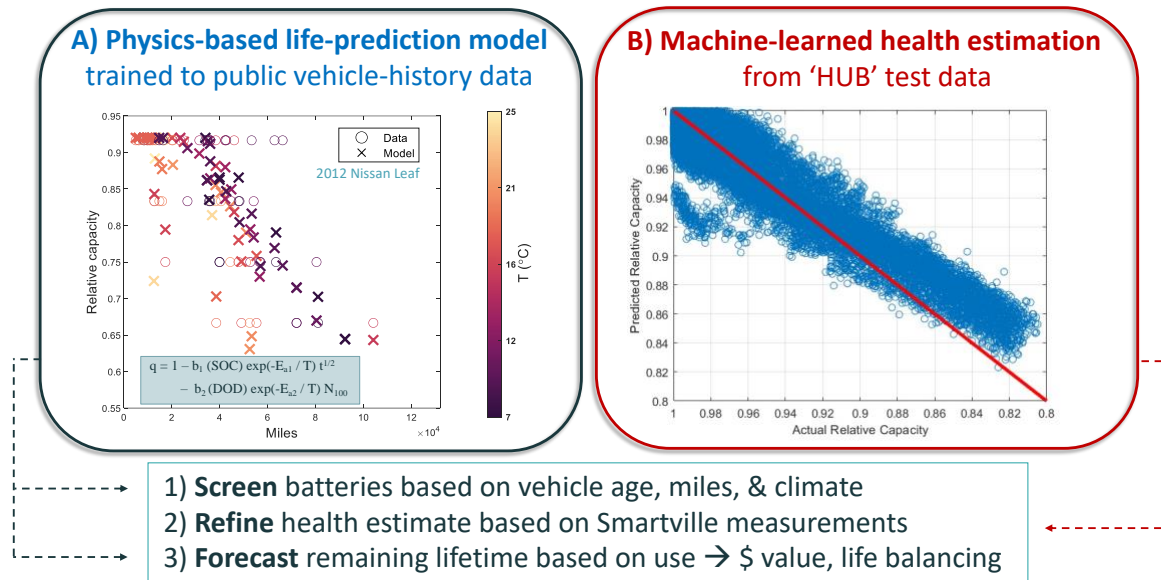 A) Physics-based life-prediction model
trained to public vehicle-history data
0.95
0.9
0.85
0.8
0.75
0.7
0.65
0.6
0.55
Relative capacity
0 2 4 6 8 10 12
×10⁴
Miles
Data
Model
2012 Nissan Leaf
25
21
16
12
7
T (°C)
q = 1 – b₁ (SOC) exp(-Eₐ₁ / T) t^1/2
– b₂ (DOD) exp(-Eₐ₂ / T) N₁₀₀
B) Machine-learned health estimation
from ‘HUB’ test data
1
0.98
0.96
0.94
0.92
0.9
0.88
0.86
0.84
0.82
0.8
Predicted Relative Capacity
1 0.98 0.96 0.94 0.92 0.9 0.88 0.86 0.84 0.82 0.8
Actual Relative Capacity
1) Screen batteries based on vehicle age, miles, & climate
2) Refine health estimate based on Smartville measurements
3) Forecast remaining lifetime based on use → $ value, life balancing